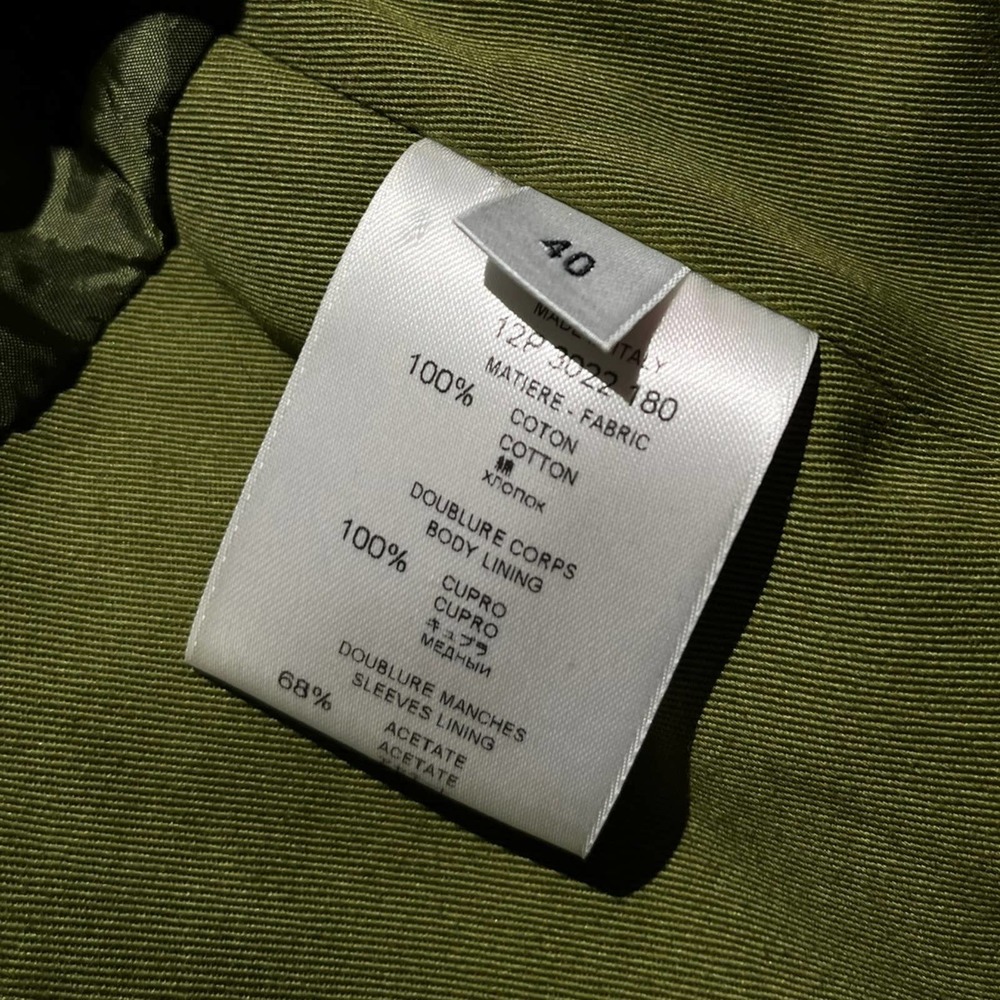 40
MADE ITALY
12P 3022 180
MATIERE - FABRIC
100%
COTON
COTTON
綿
ХЛОПОК
DOUBLURE CORPS
BODY LINING
100%
CUPRO
CUPRO
キュプラ
МЕДНЫЙ
DOUBLURE MANCHES
SLEEVES LINING
68%
ACETATE
ACETATE